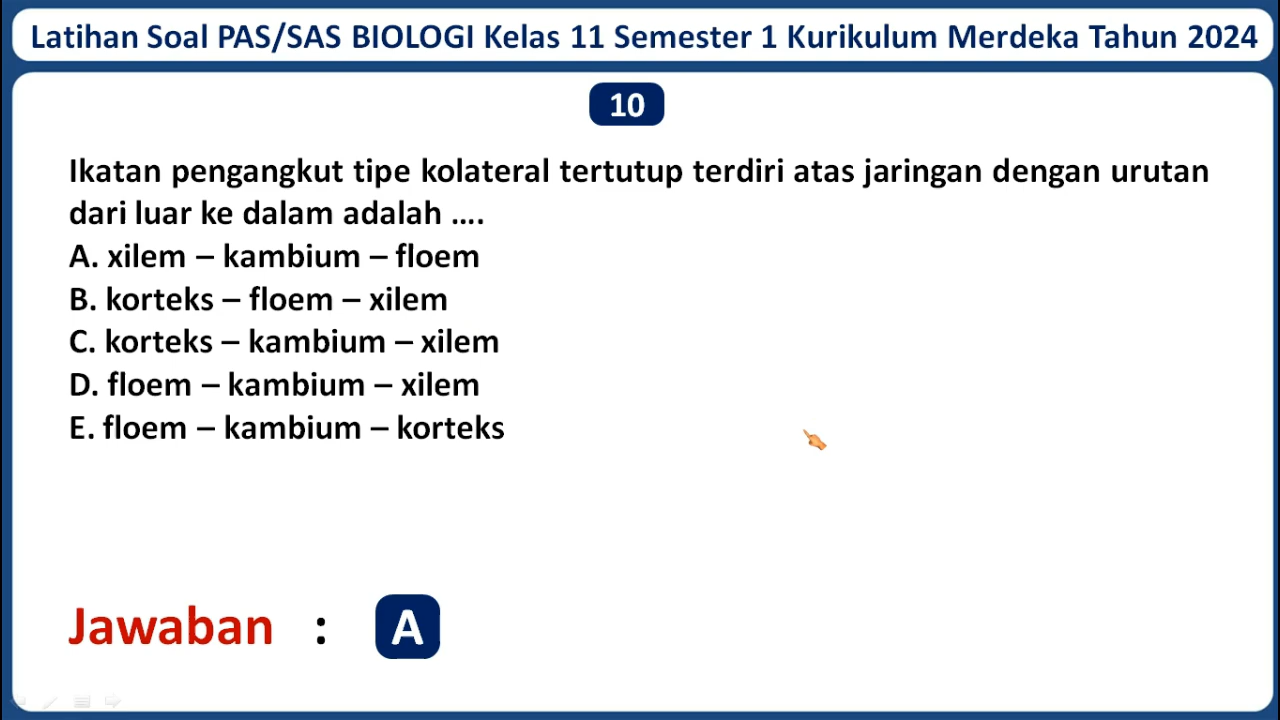 Latihan Soal PAS/SAS BIOLOGI Kelas 11 Semester 1 Kurikulum Merdeka Tahun 2024
10
Ikatan pengangkut tipe kolateral tertutup terdiri atas jaringan dengan urutan
dari luar ke dalam adalah ....
A. xilem – kambium – floem
B. korteks – floem – xilem
C. korteks – kambium – xilem
D. floem – kambium – xilem
E. floem – kambium – korteks
Jawaban : A